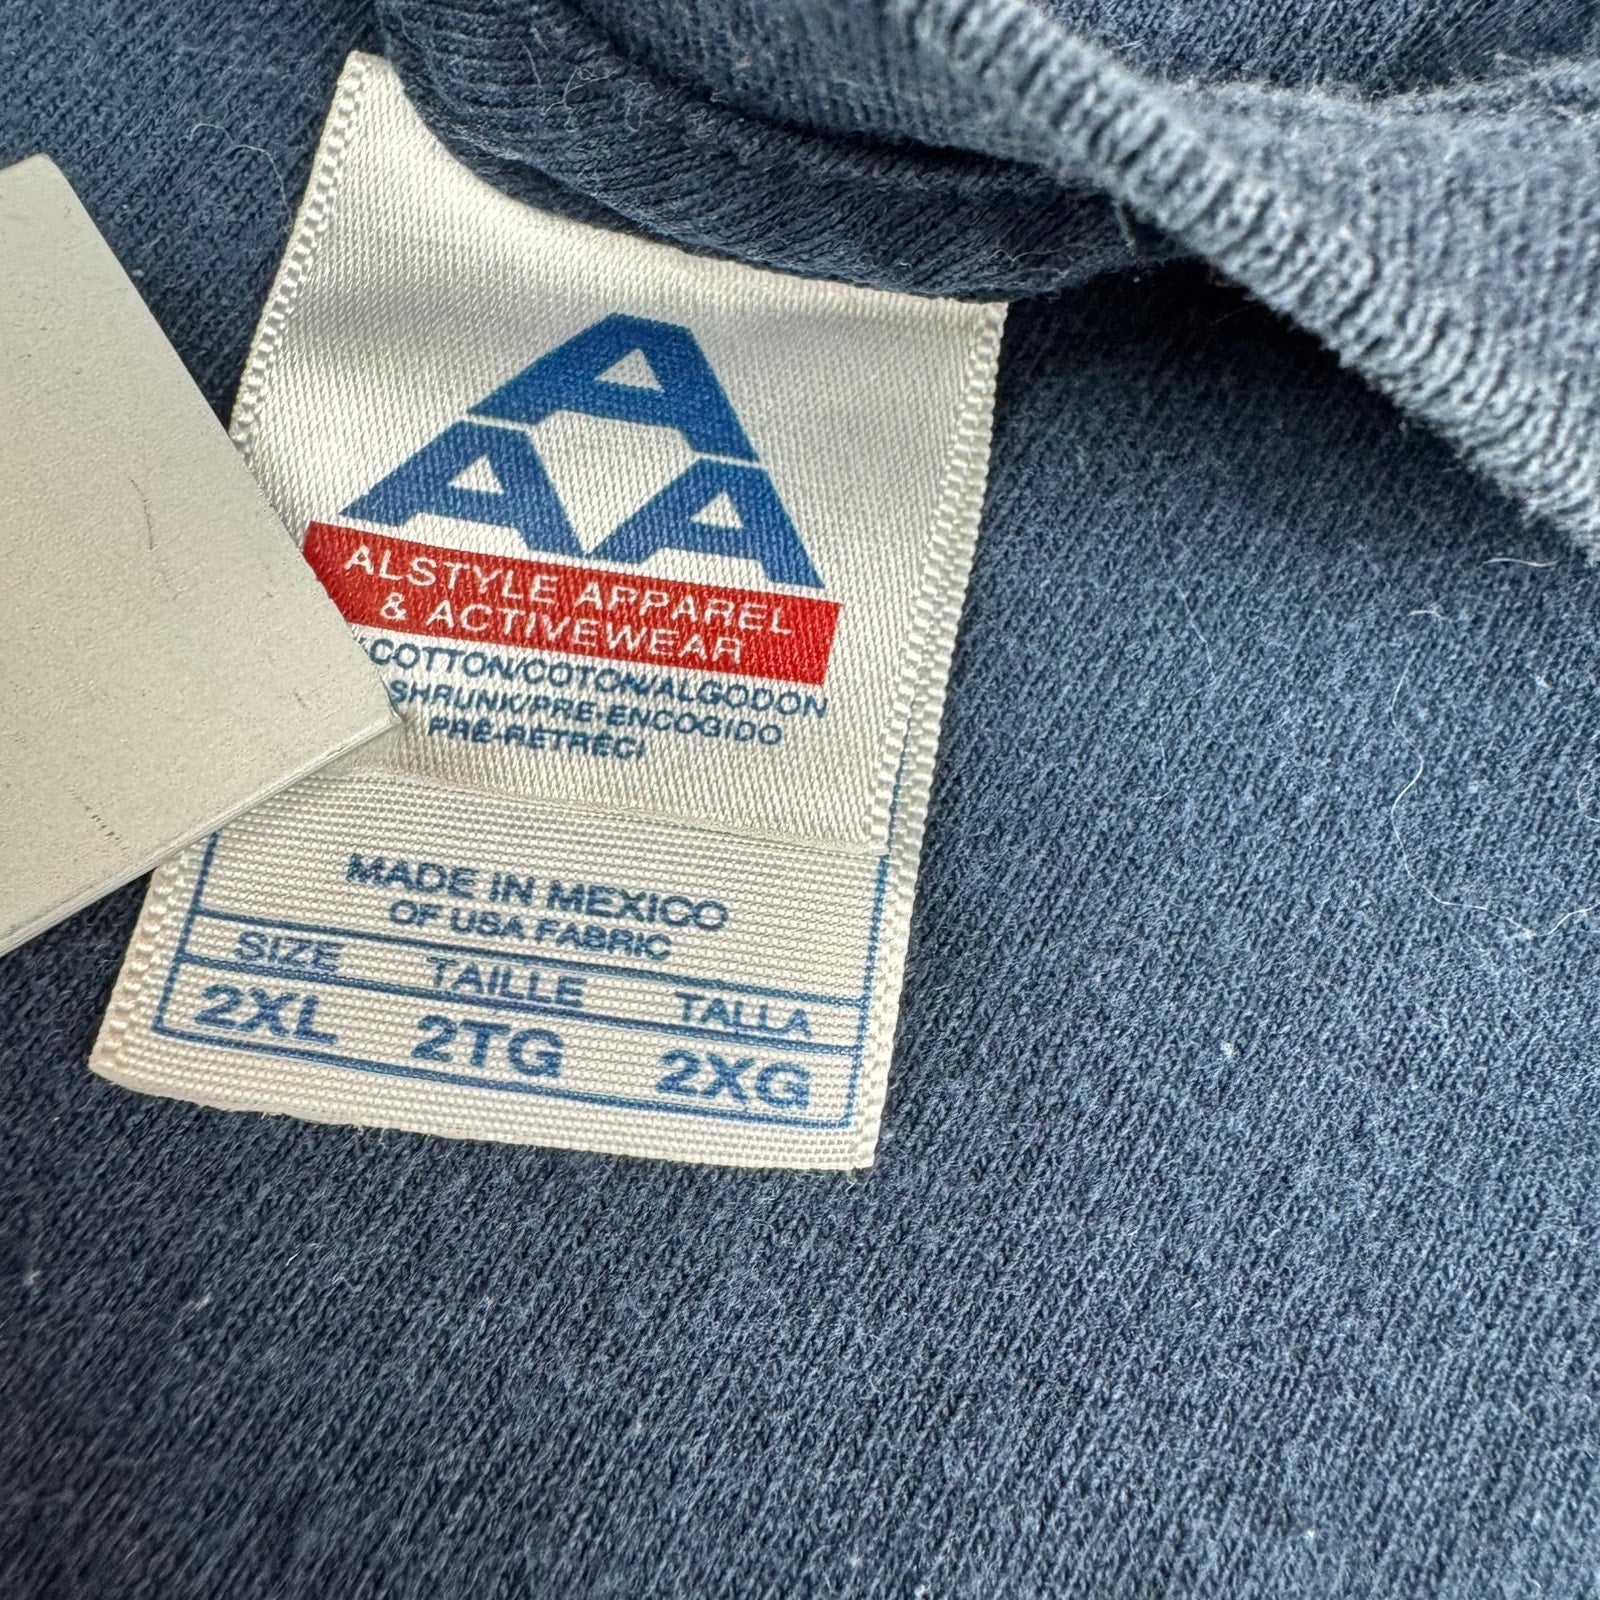 A
A A
ALSTYLE APPAREL
& ACTIVEWEAR
COTTON/COTON/ALGODON
SHRUNK/PRE-ENCOGIDO
PRÉ-RETRÉCI
MADE IN MEXICO
OF USA FABRIC
SIZE TAILLE TALLA
2XL 2TG 2XG